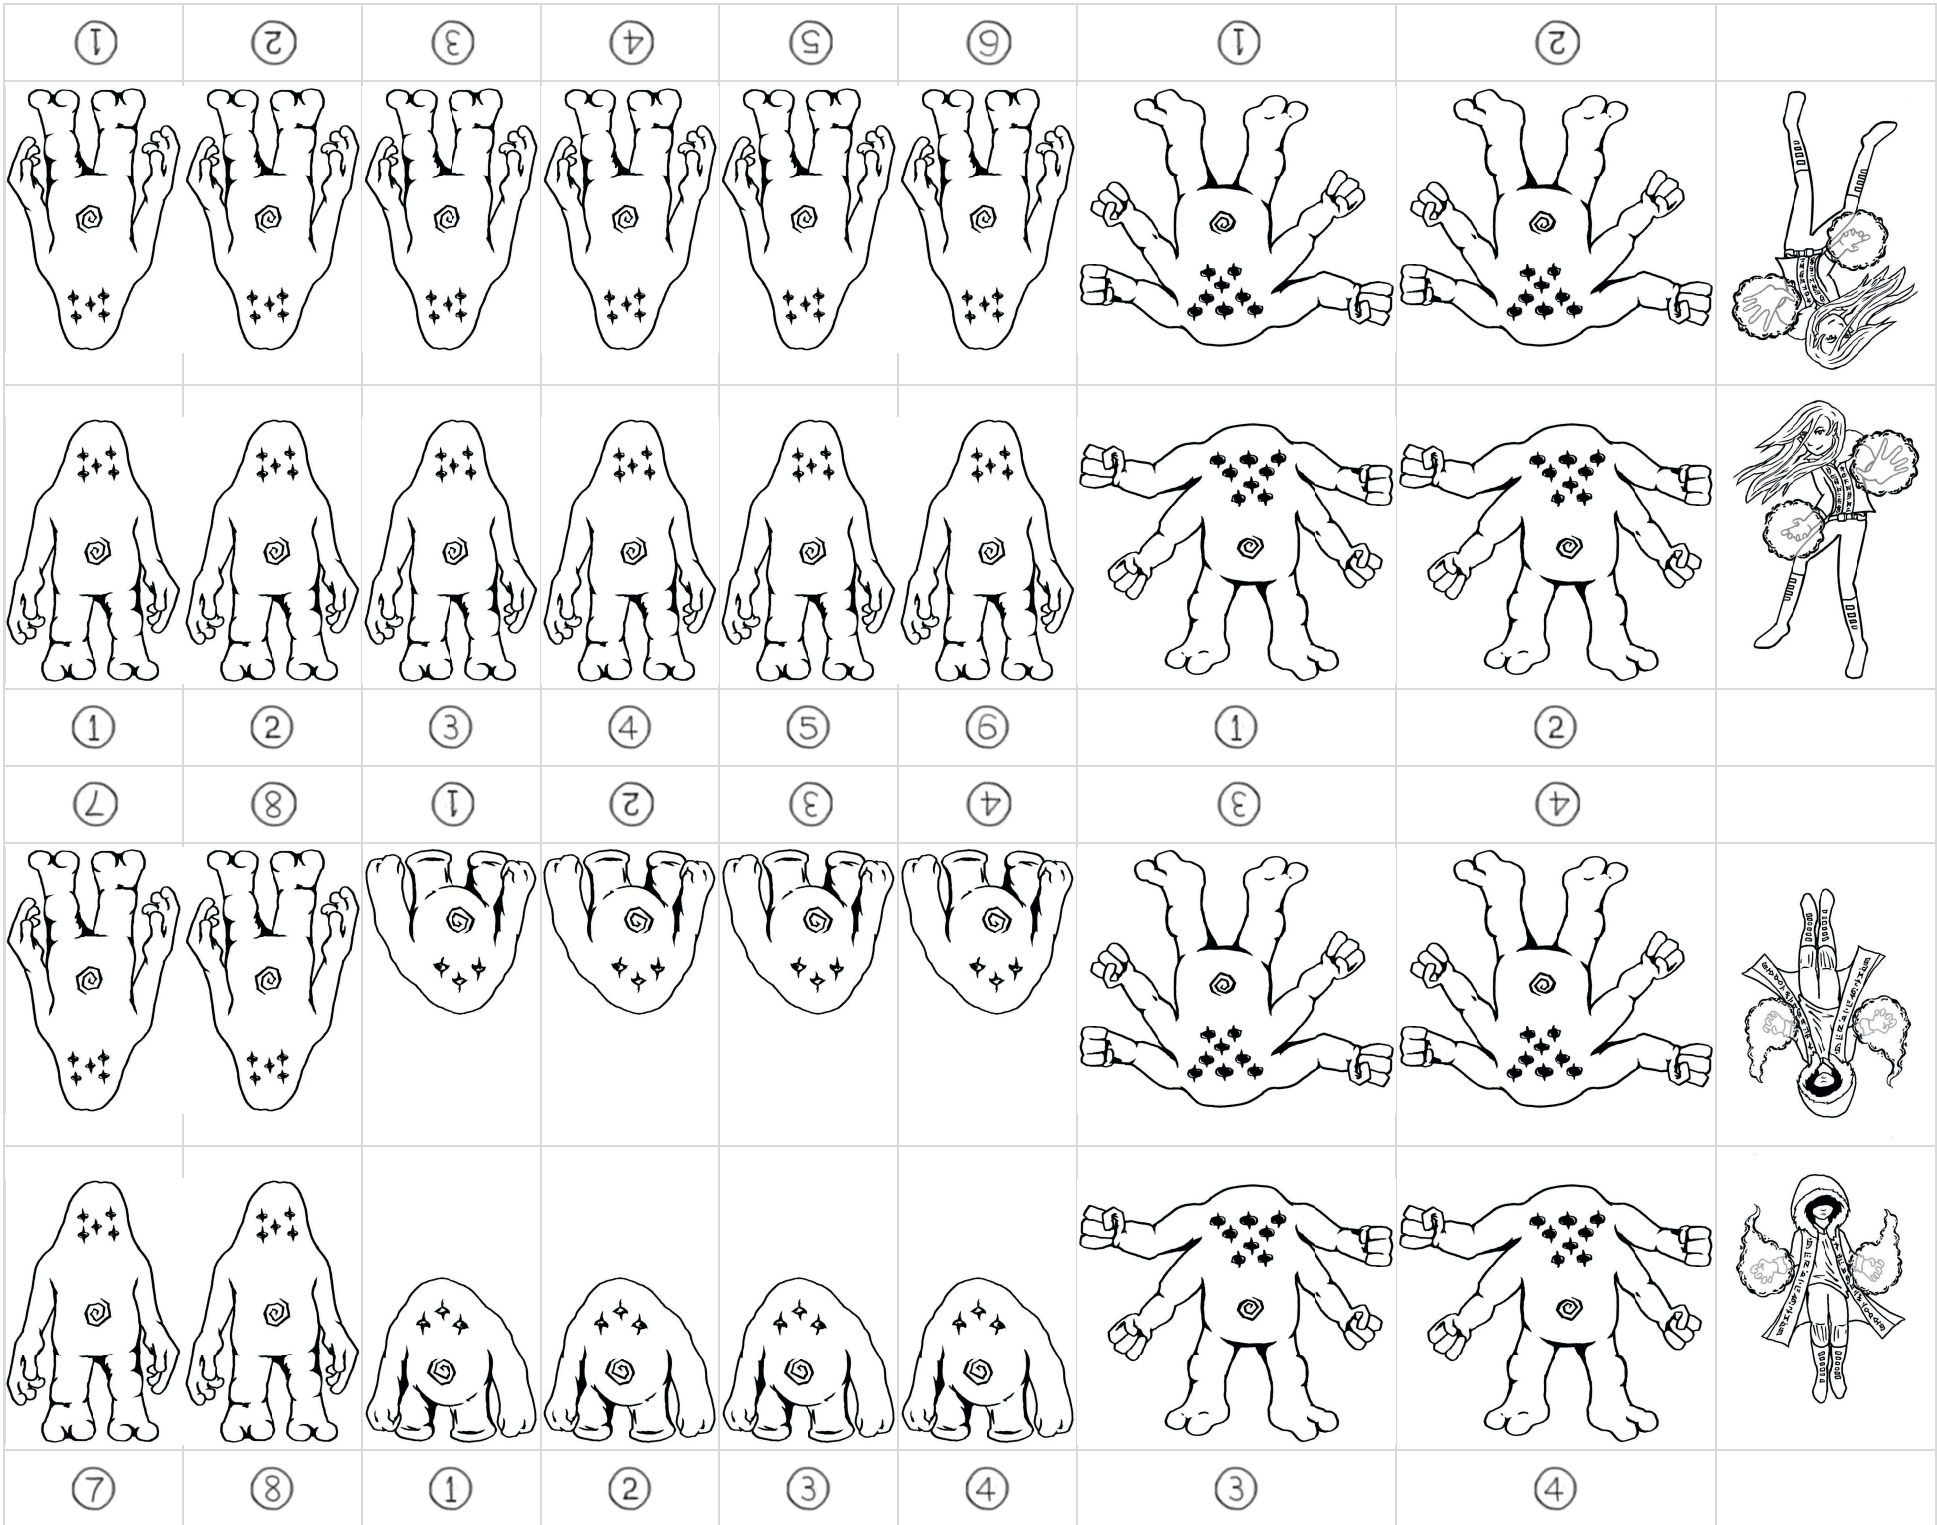 ① ② ③ ④ ⑤ ⑥ ① ②
① ② ③ ④ ⑤ ⑥ ① ②
⑦ ⑧ ① ② ③ ④ ③ ④
⑦ ⑧ ① ② ③ ④ ③ ④